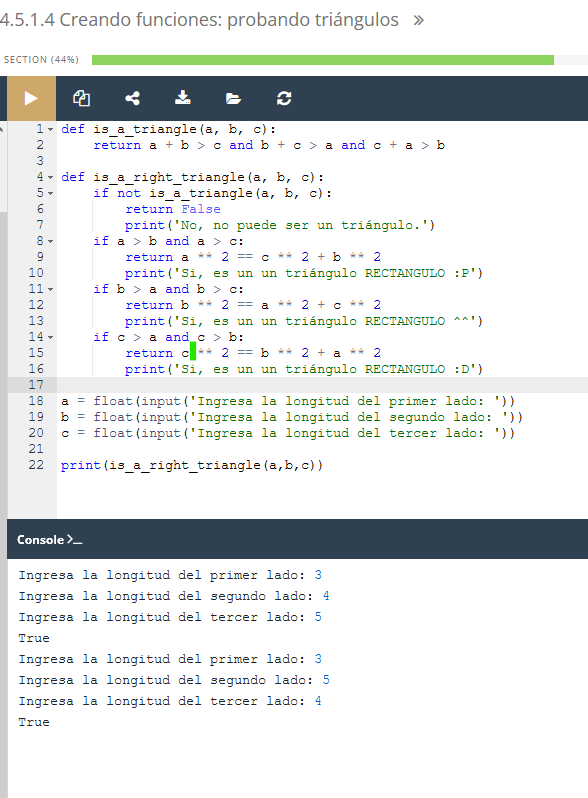 4.5.1.4 Creando funciones: probando triángulos »
SECTION (44%)
1 def is_a_triangle(a, b, c):
2     return a + b > c and b + c > a and c + a > b
3
4 def is_a_right_triangle(a, b, c):
5     if not is_a_triangle(a, b, c):
6         return False
7         print('No, no puede ser un triángulo.')
8     if a > b and a > c:
9         return a ** 2 == c ** 2 + b ** 2
10         print('Si, es un un triángulo RECTANGULO :P')
11     if b > a and b > c:
12         return b ** 2 == a ** 2 + c ** 2
13         print('Si, es un un triángulo RECTANGULO ^^')
14     if c > a and c > b:
15         return c ** 2 == b ** 2 + a ** 2
16         print('Si, es un un triángulo RECTANGULO :D')
17
18 a = float(input('Ingresa la longitud del primer lado: '))
19 b = float(input('Ingresa la longitud del segundo lado: '))
20 c = float(input('Ingresa la longitud del tercer lado: '))
21
22 print(is_a_right_triangle(a,b,c))
Console >_
Ingresa la longitud del primer lado: 3
Ingresa la longitud del segundo lado: 4
Ingresa la longitud del tercer lado: 5
True
Ingresa la longitud del primer lado: 3
Ingresa la longitud del segundo lado: 5
Ingresa la longitud del tercer lado: 4
True